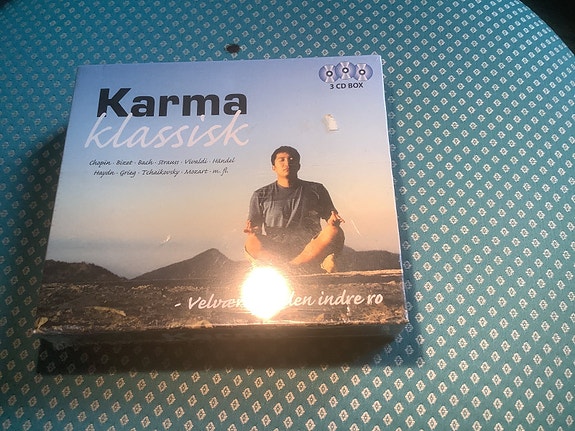 3 CD BOX
Karma
klassisk
Chopin · Bizet · Bach · Strauss · Vivaldi · Händel
Haydn · Grieg · Tchaikovsky · Mozart · m. fl.
den indre ro